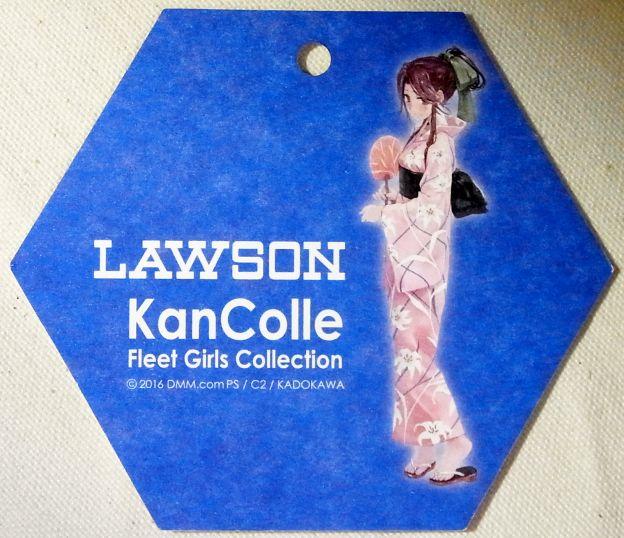 LAWSON
KanColle
Fleet Girls Collection
© 2016 DMM.com PS / C2 / KADOKAWA